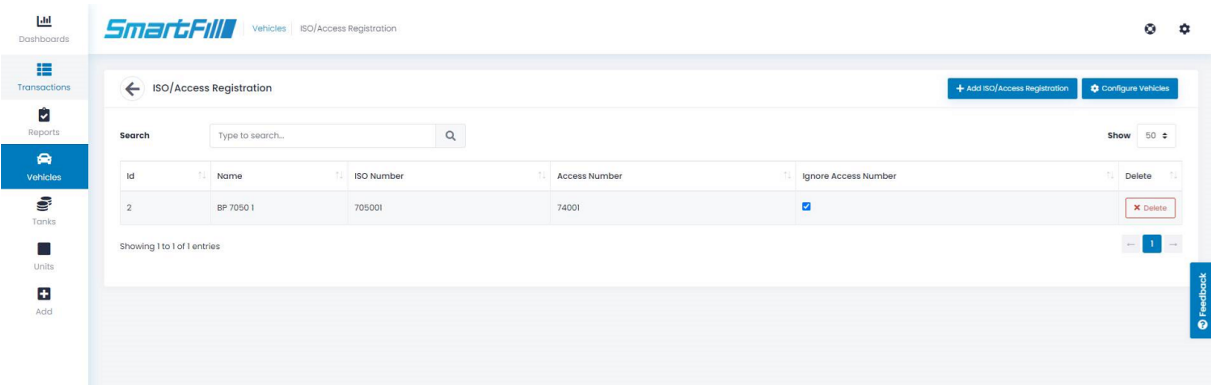 Dashboards
Transactions
Reports
Vehicles
Tanks
Units
Add
SmartFill
Vehicles ISO/Access Registration
ISO/Access Registration
+ Add ISO/Access Registration
Configure Vehicles
Search
Type to search...
Show 50
Id Name ISO Number Access Number Ignore Access Number Delete
2 BP 7050 1 705001 74001 × Delete
Showing 1 to 1 of 1 entries
← 1 →
Feedback